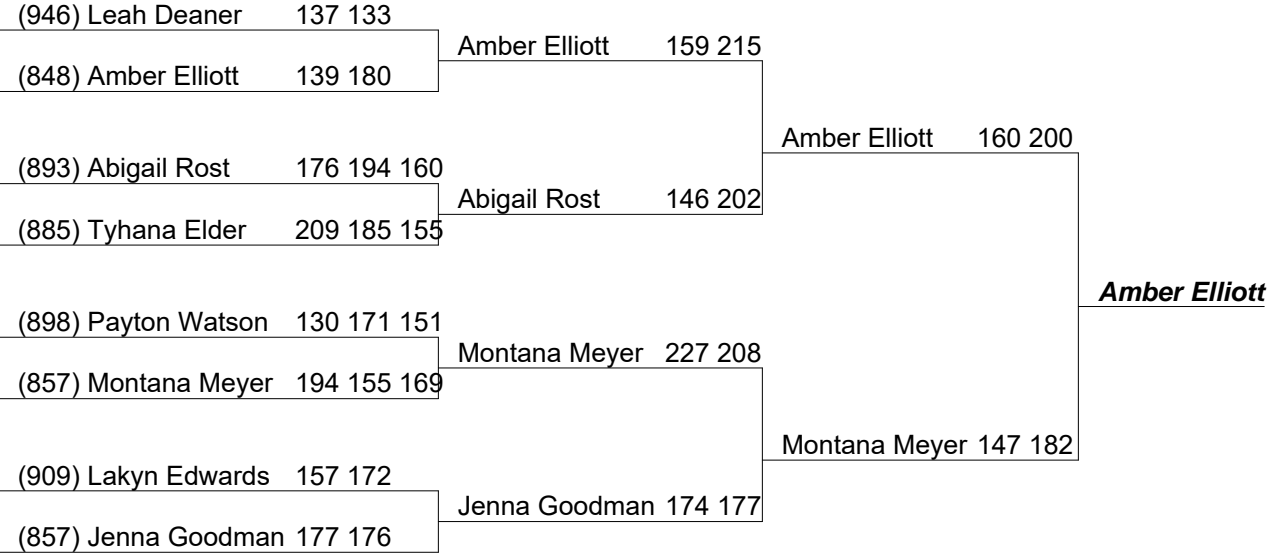 (946) Leah Deaner 137 133
Amber Elliott 159 215
(848) Amber Elliott 139 180
Amber Elliott 160 200
(893) Abigail Rost 176 194 160
Abigail Rost 146 202
(885) Tyhana Elder 209 185 155
Amber Elliott
(898) Payton Watson 130 171 151
Montana Meyer 227 208
(857) Montana Meyer 194 155 169
Montana Meyer 147 182
(909) Lakyn Edwards 157 172
Jenna Goodman 174 177
(857) Jenna Goodman 177 176